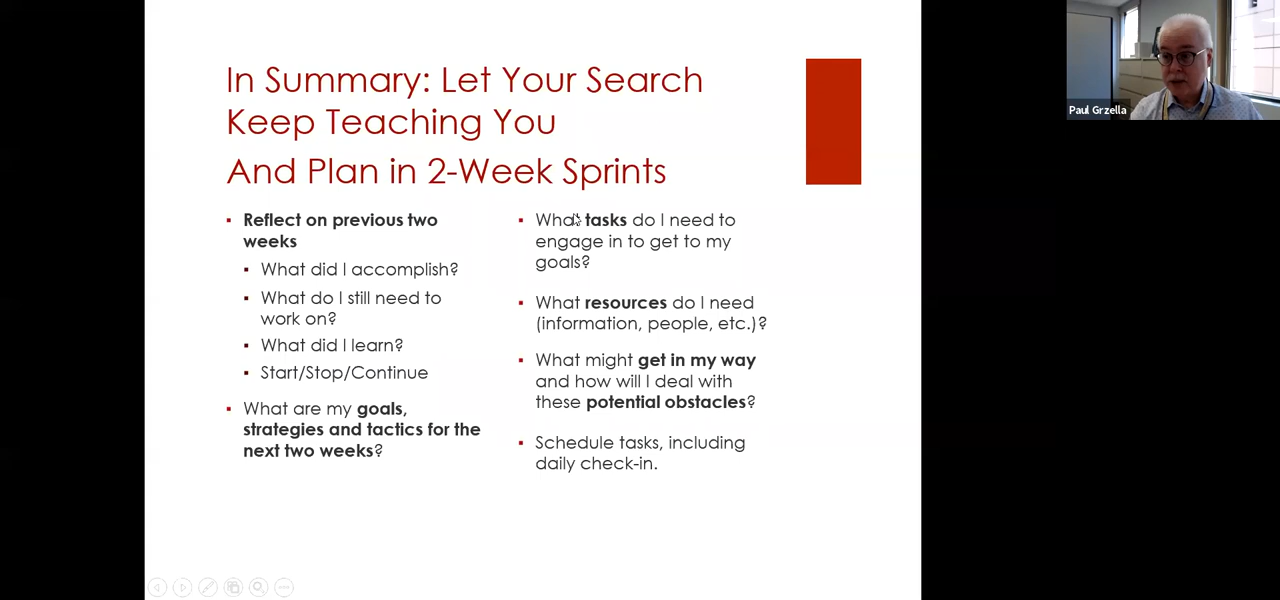 In Summary: Let Your Search
Keep Teaching You
And Plan in 2-Week Sprints
Reflect on previous two
weeks
What did I accomplish?
What do I still need to
work on?
What did I learn?
Start/Stop/Continue
What are my goals,
strategies and tactics for the
next two weeks?
What tasks do I need to
engage in to get to my
goals?
What resources do I need
(information, people, etc.)?
What might get in my way
and how will I deal with
these potential obstacles?
Schedule tasks, including
daily check-in.
Paul Grzella